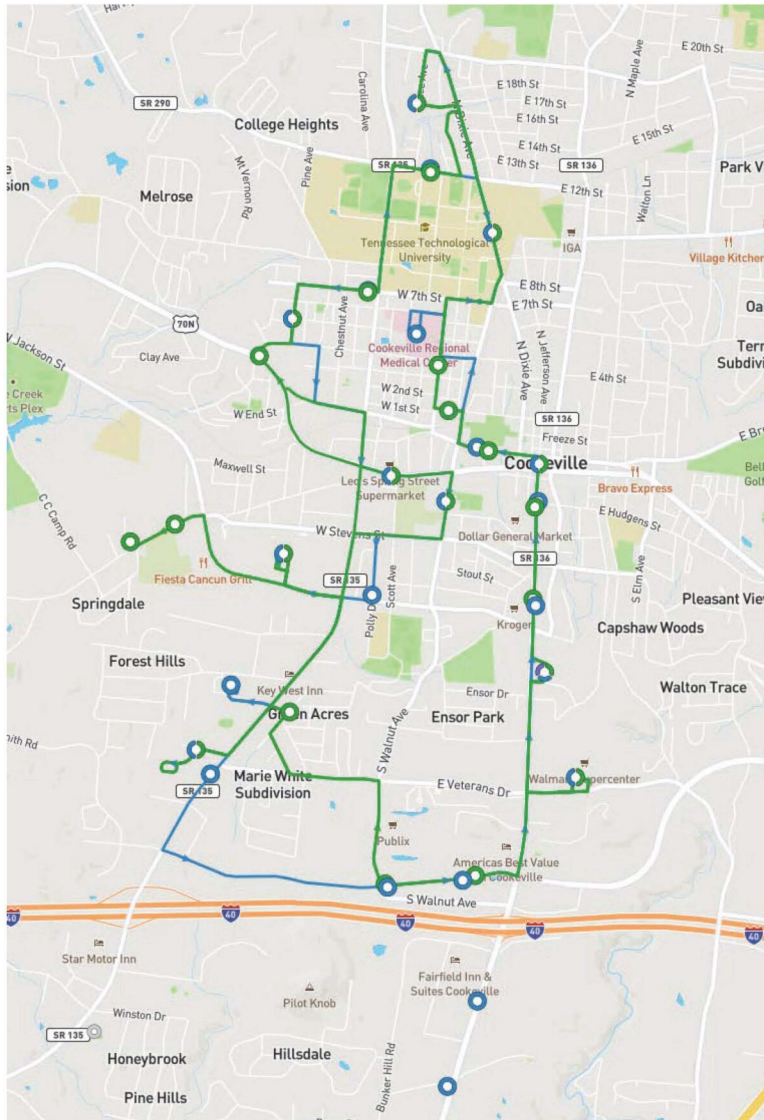 E 20th St
N Maple Ave
E 18th St
Carolina Ave
E 17th St
E 16th St
SR 290
College Heights
N Dixie Ave
E 15th St
E 14th St
SR 135
SR 136
E 13th St
Pine Ave
Mt Vernon Rd
E 12th St
Walton Ln
Melrose
Tennessee Technological
University
IGA
Village Kitchen
E 8th St
W 7th St
E 7th St
70N
Chestnut Ave
W Jackson St
Clay Ave
Cookeville Regional
Medical Center
N Dixie Ave
N Jefferson Ave
E 4th St
W 2nd St
W 1st St
W End St
SR 136
Freeze St
Maxwell St
Cookeville
Leo's Spring Street
Supermarket
Bravo Express
C C Camp Rd
W Stevens St
Dollar General Market
E Hudgens St
SR 136
Fiesta Cancun Grill
Stout St
S Elm Ave
SR 135
Scott Ave
Springdale
Kroger
Capshaw Woods
Forest Hills
Key West Inn
Ensor Dr
Walton Trace
Green Acres
Ensor Park
S Walnut Ave
Marie White
Subdivision
SR 135
E Veterans Dr
Walmart Supercenter
Publix
Americas Best Value
Cookeville
S Walnut Ave
40
40
40
40
40
Star Motor Inn
Fairfield Inn &
Suites Cookeville
Pilot Knob
Winston Dr
SR 135
Honeybrook
Hillsdale
Bunker Hill Rd
Pine Hills